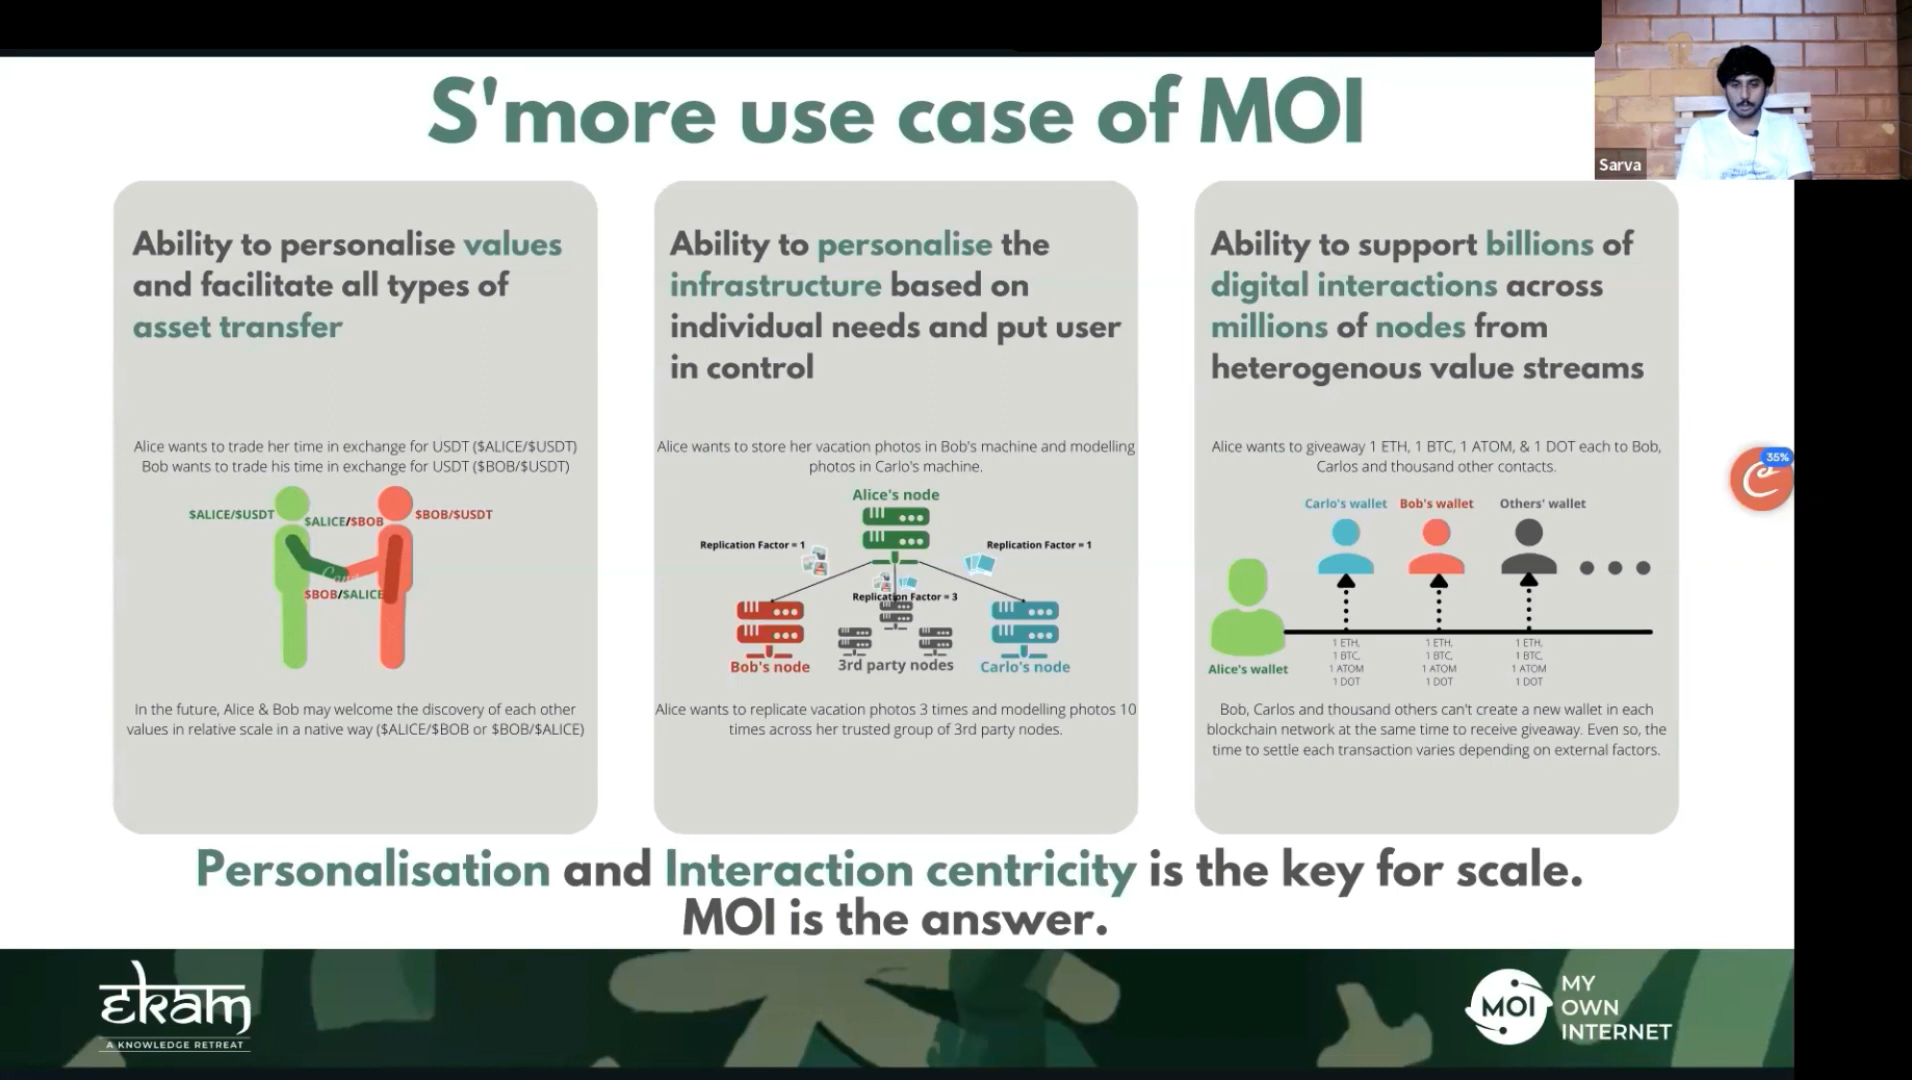 S'more use case of MOI
Sarva
Ability to personalise values
and facilitate all types of
asset transfer
Alice wants to trade her time in exchange for USDT ($ALICE/$USDT)
Bob wants to trade his time in exchange for USDT ($BOB/$USDT)
$ALICE/$USDT
$ALICE/$BOB
$BOB/$USDT
$BOB/$ALICE
In the future, Alice & Bob may welcome the discovery of each other
values in relative scale in a native way ($ALICE/$BOB or $BOB/$ALICE)
Ability to personalise the
infrastructure based on
individual needs and put user
in control
Alice wants to store her vacation photos in Bob's machine and modelling
photos in Carlo's machine.
Alice's node
Replication Factor = 1
Replication Factor = 1
Replication Factor = 3
Bob's node
3rd party nodes
Carlo's node
Alice wants to replicate vacation photos 3 times and modelling photos 10
times across her trusted group of 3rd party nodes.
Ability to support billions of
digital interactions across
millions of nodes from
heterogenous value streams
Alice wants to giveaway 1 ETH, 1 BTC, 1 ATOM, & 1 DOT each to Bob,
Carlos and thousand other contacts.
Carlo's wallet
Bob's wallet
Others' wallet
Alice's wallet
1 ETH,
1 BTC,
1 ATOM
1 DOT
1 ETH,
1 BTC,
1 ATOM
1 DOT
1 ETH,
1 BTC,
1 ATOM
1 DOT
Bob, Carlos and thousand others can't create a new wallet in each
blockchain network at the same time to receive giveaway. Even so, the
time to settle each transaction varies depending on external factors.
35%
Personalisation and Interaction centricity is the key for scale.
MOI is the answer.
ekam
A KNOWLEDGE RETREAT
MOI
MY
OWN
INTERNET